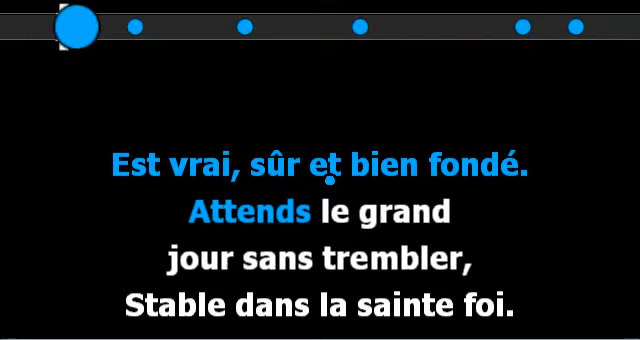 Est vrai, sûr et bien fondé.
Attends le grand
jour sans trembler,
Stable dans la sainte foi.